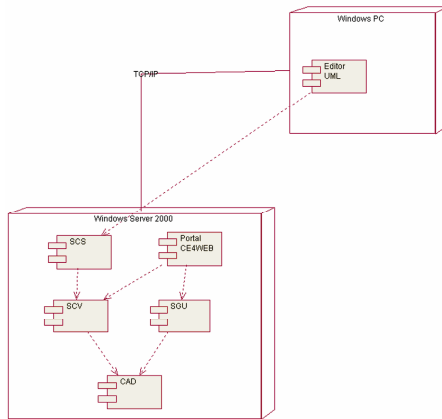 Windows PC
Editor
UML
TCP/IP
Windows Server 2000
SCS
Portal
CE4WEB
SCV
SGU
CAD